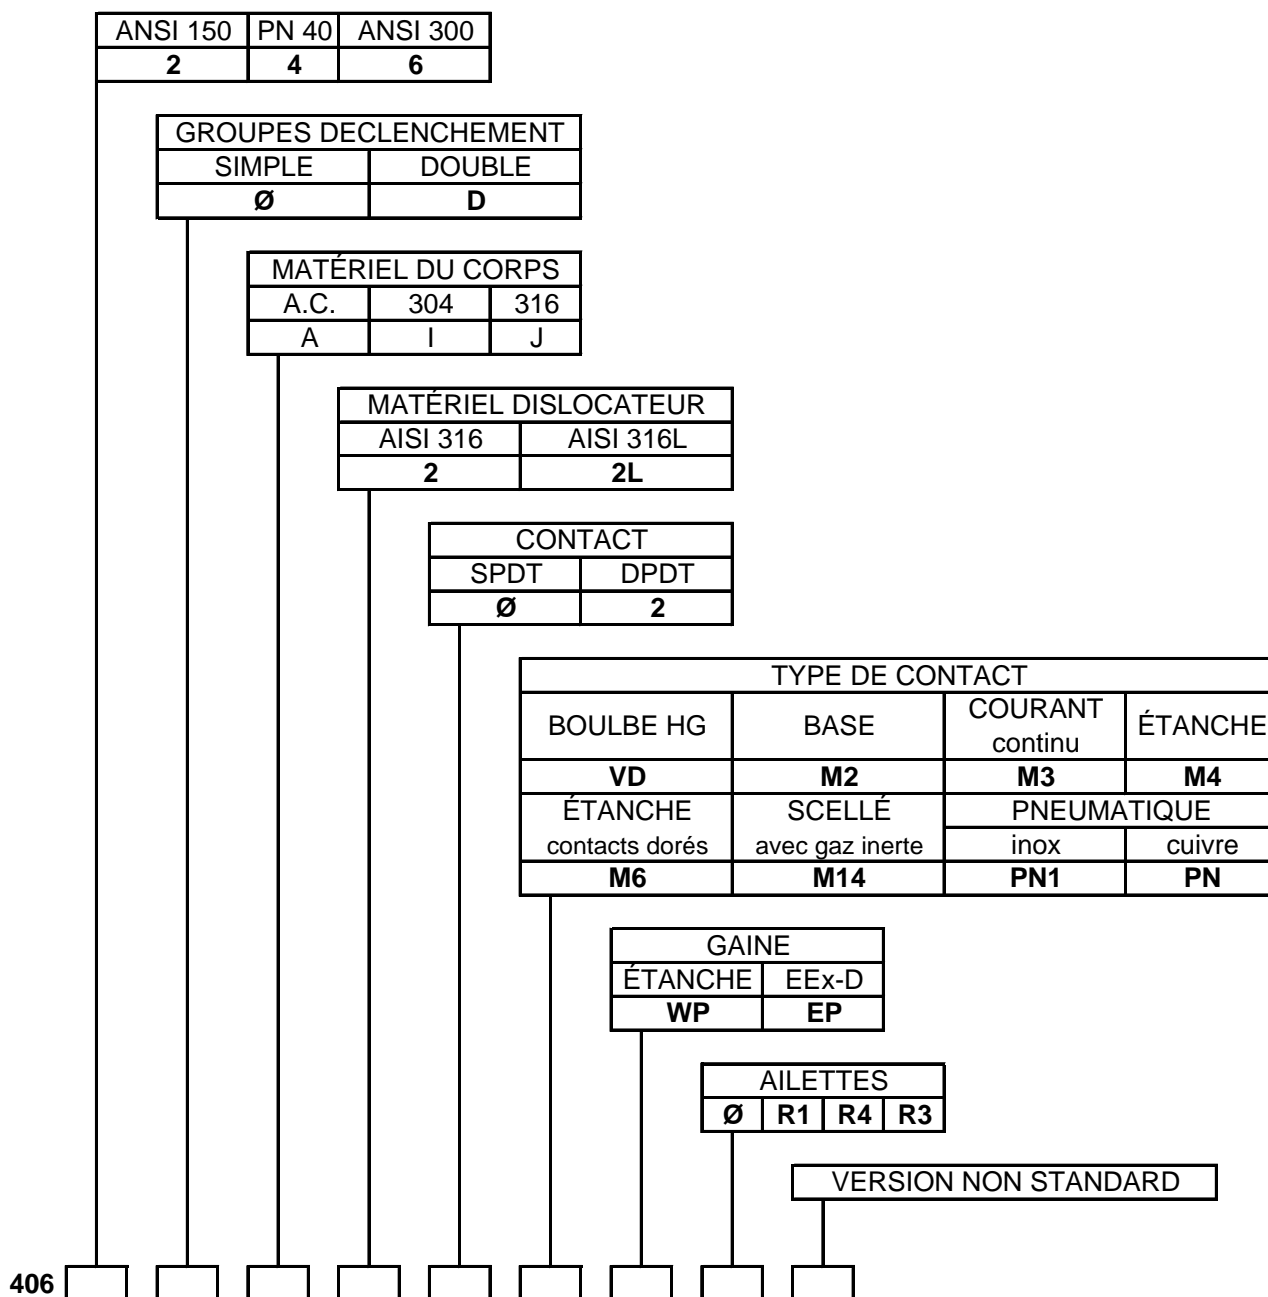 ANSI 150 PN 40 ANSI 300
2 4 6
GROUPES DECLENCHEMENT
SIMPLE DOUBLE
Ø D
MATÉRIEL DU CORPS
A.C. 304 316
A I J
MATÉRIEL DISLOCATEUR
AISI 316 AISI 316L
2 2L
CONTACT
SPDT DPDT
Ø 2
TYPE DE CONTACT
BOULBE HG BASE COURANT continu ÉTANCHE
VD M2 M3 M4
ÉTANCHE SCELLÉ PNEUMATIQUE
contacts dorés avec gaz inerte inox cuivre
M6 M14 PN1 PN
GAINE
ÉTANCHE EEx-D
WP EP
AILETTES
Ø R1 R4 R3
VERSION NON STANDARD
406